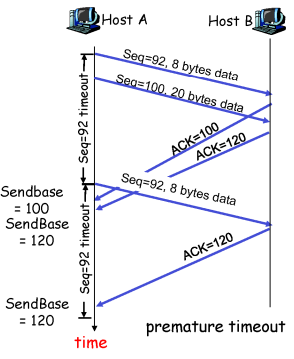 Host A
Host B
Seq=92, 8 bytes data
Seq=100, 20 bytes data
Seq=92 timeout
ACK=100
ACK=120
Seq=92, 8 bytes data
Sendbase
= 100
SendBase
= 120
Seq=92 timeout
ACK=120
SendBase
= 120
premature timeout
time